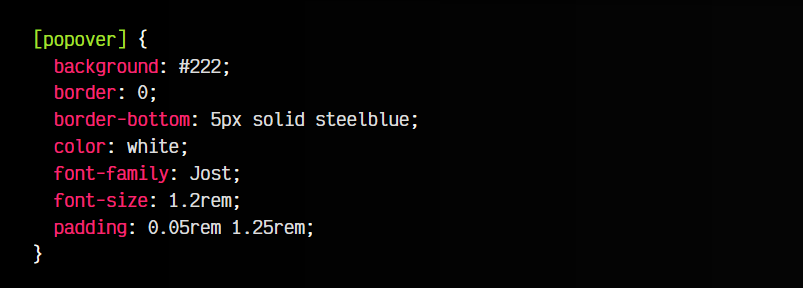 [popover] {
  background: #222;
  border: 0;
  border-bottom: 5px solid steelblue;
  color: white;
  font-family: Jost;
  font-size: 1.2rem;
  padding: 0.05rem 1.25rem;
}